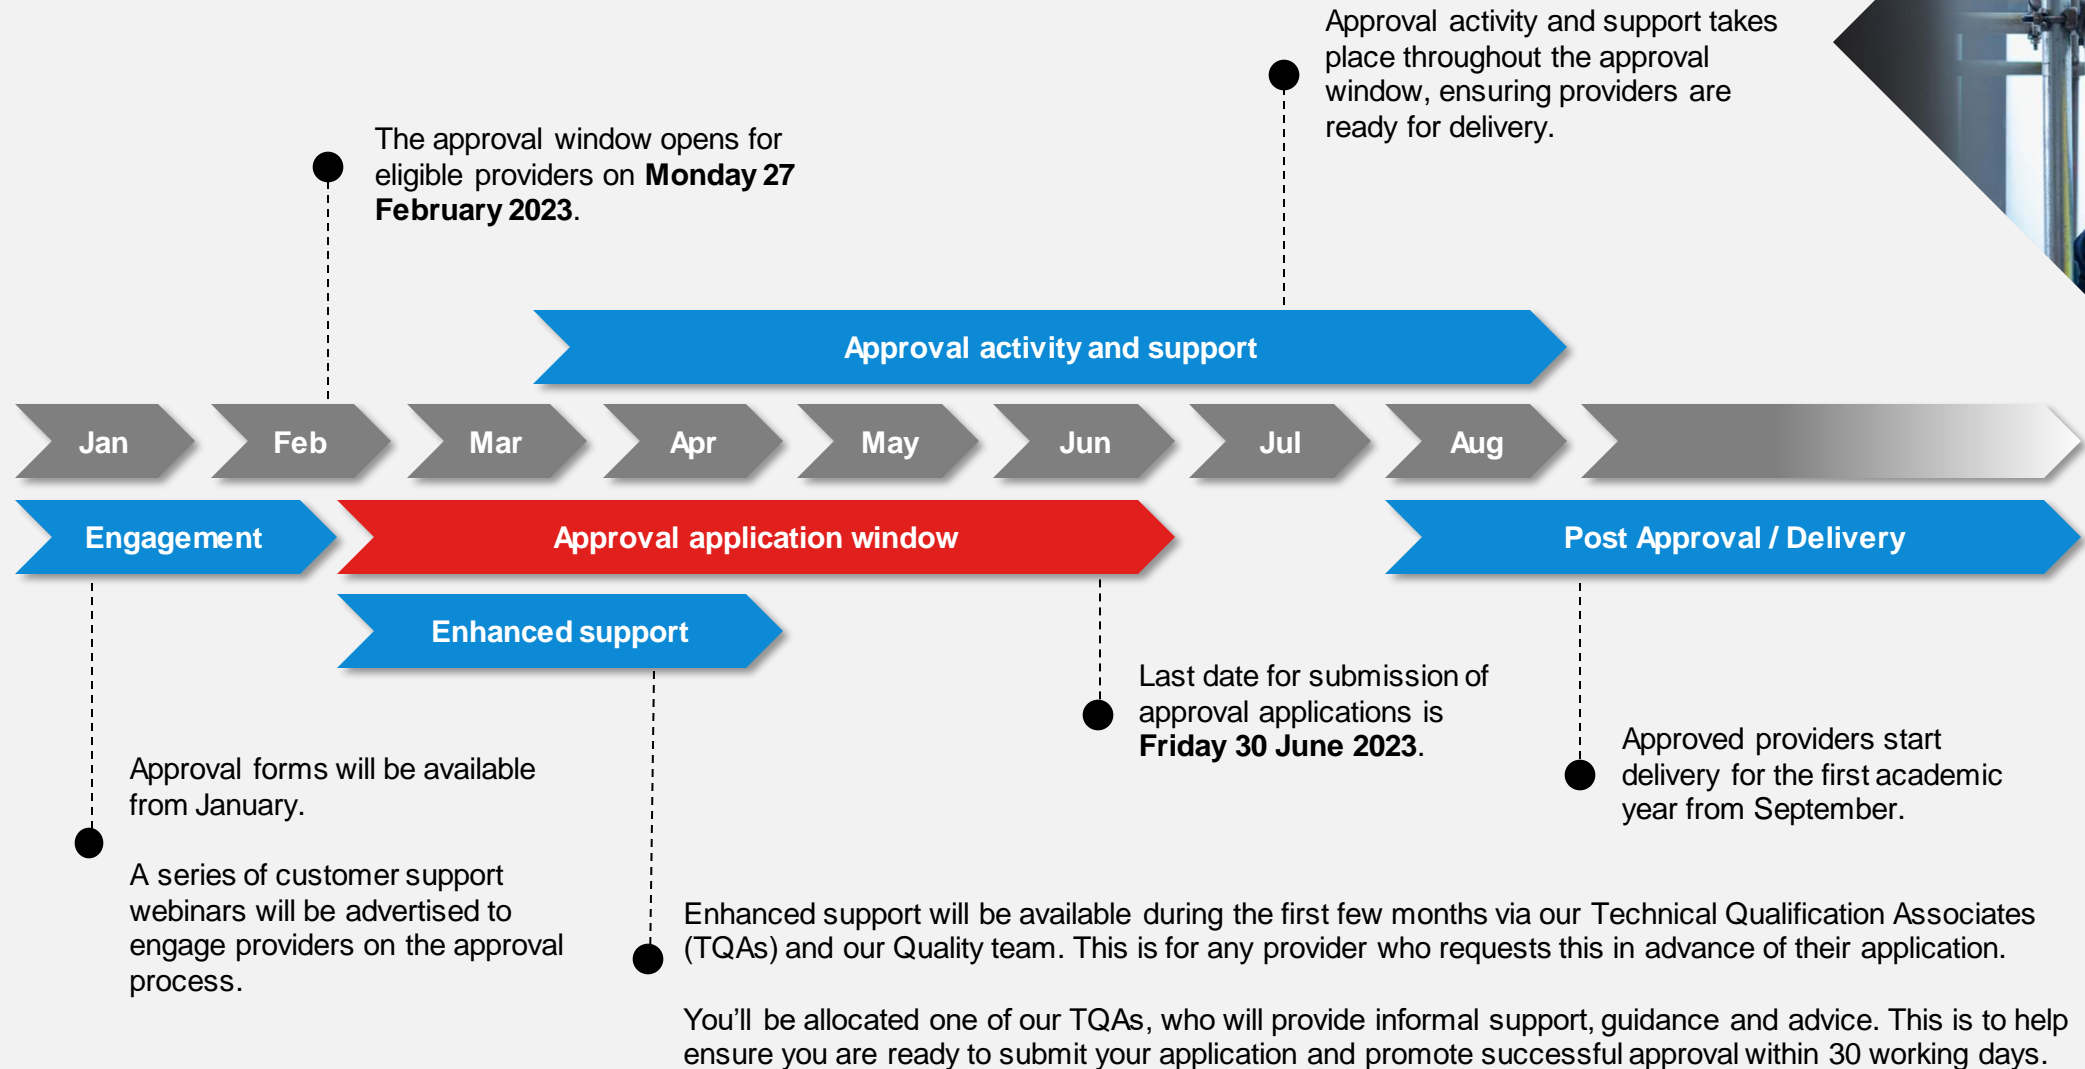 Approval activity and support takes
place throughout the approval
window, ensuring providers are
ready for delivery.
The approval window opens for
eligible providers on Monday 27
February 2023.
Approval activity and support
Jan
Feb
Mar
Apr
May
Jun
Jul
Aug
Engagement
Approval application window
Post Approval / Delivery
Enhanced support
Last date for submission of
approval applications is
Friday 30 June 2023.
Approved providers start
delivery for the first academic
year from September.
Approval forms will be available
from January.
A series of customer support
webinars will be advertised to
engage providers on the approval
process.
Enhanced support will be available during the first few months via our Technical Qualification Associates
(TQAs) and our Quality team. This is for any provider who requests this in advance of their application.
You’ll be allocated one of our TQAs, who will provide informal support, guidance and advice. This is to help
ensure you are ready to submit your application and promote successful approval within 30 working days.